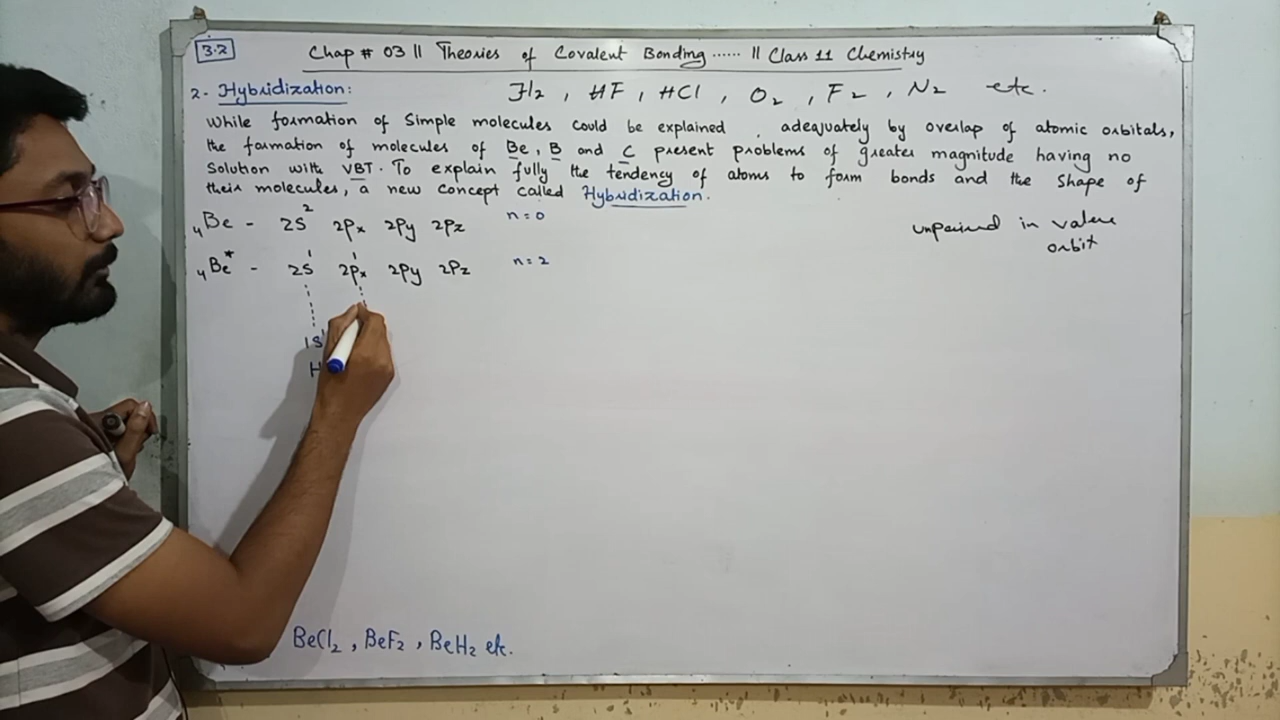 3.2
Chap # 03 || Theories of Covalent Bonding ...... || Class 11 Chemistry
2. Hybridization:
H2 , HF , HCl , O2 , F2 , N2 etc.
While formation of Simple molecules could be explained adequately by overlap of atomic orbitals,
the formation of molecules of Be, B and C present problems of greater magnitude having no
Solution with VBT. To explain fully the tendency of atoms to form bonds and the shape of
their molecules, a new concept called Hybridization.
4Be - 2S² 2Px 2Py 2Pz n=0
unpaired in valence
orbit
4Be* - 2S¹ 2Px¹ 2Py 2Pz n=2
1S¹
H
BeCl2 , BeF2 , BeH2 etc.